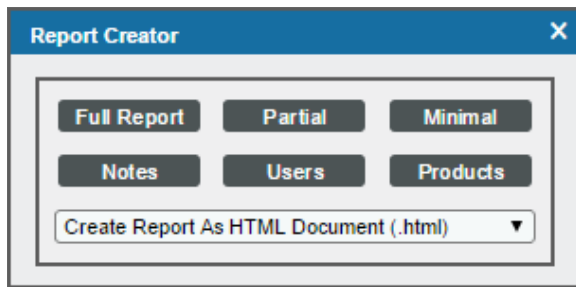 Report Creator
Full Report Partial Minimal
Notes Users Products
Create Report As HTML Document (.html)